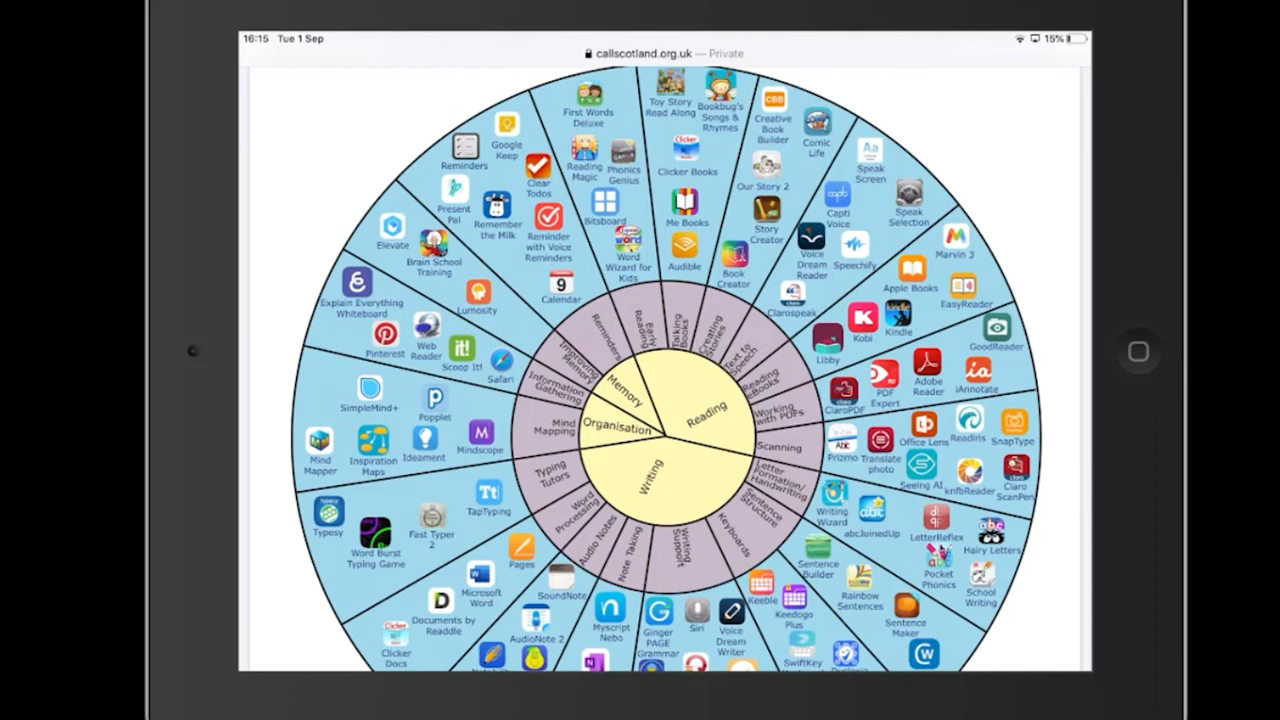 16:15 Tue 1 Sep
15%
callscotland.org.uk — Private
First Words
Deluxe
Reading
Magic
Phonics
Genius
Bitsboard
Word
Wizard for
Kids
Toy Story
Read Along
Bookbug's
Songs &
Rhymes
Clicker Books
Me Books
Audible
Creative
Book
Builder
Comic
Life
Our Story 2
Story
Creator
Book
Creator
Speak
Screen
Capti
Voice
Speak
Selection
Voice
Dream
Reader
Speechify
Clarospeak
Marvin 3
Apple Books
EasyReader
Kobi
Kindle
Libby
GoodReader
Adobe
Reader
iAnnotate
PDF
Expert
ClaroPDF
Office Lens
Readiris
SnapType
Prizmo
Translate
photo
Seeing AI
knfbReader
Claro
ScanPen
Writing
Wizard
abcJoinedUp
LetterReflex
Hairy Letters
Pocket
Phonics
School
Writing
Sentence
Builder
Rainbow
Sentences
Sentence
Maker
Keeble
Keedogo
Plus
SwiftKey
Ginger
PAGE
Grammar
Siri
Voice
Dream
Writer
Myscript
Nebo
SoundNote
AudioNote 2
Pages
Microsoft
Word
Documents by
Readdle
Clicker
Docs
TapTyping
Fast Typer
2
Word Burst
Typing Game
Typesy
SimpleMind+
Popplet
Mind
Mapper
Inspiration
Maps
Ideament
Mindscope
Explain Everything
Whiteboard
Pinterest
Web
Reader
Scoop It!
Safari
Elevate
Brain School
Training
Lumosity
Reminders
Google
Keep
Clear
Todos
Present
Pal
Remember
the Milk
Reminder
with Voice
Reminders
Calendar
Early
Reading
Talking
Books
Creating
Stories
Text to
Speech
Reading
eBooks
Working
with PDFs
Scanning
Letter
Formation/
Handwriting
Sentence
Structure
Keyboards
Writing
Support
Note Taking
Audio Notes
Word
Processing
Typing
Tutors
Mind
Mapping
Information
Gathering
Improving
Memory
Reminders
Memory
Reading
Organisation
Writing